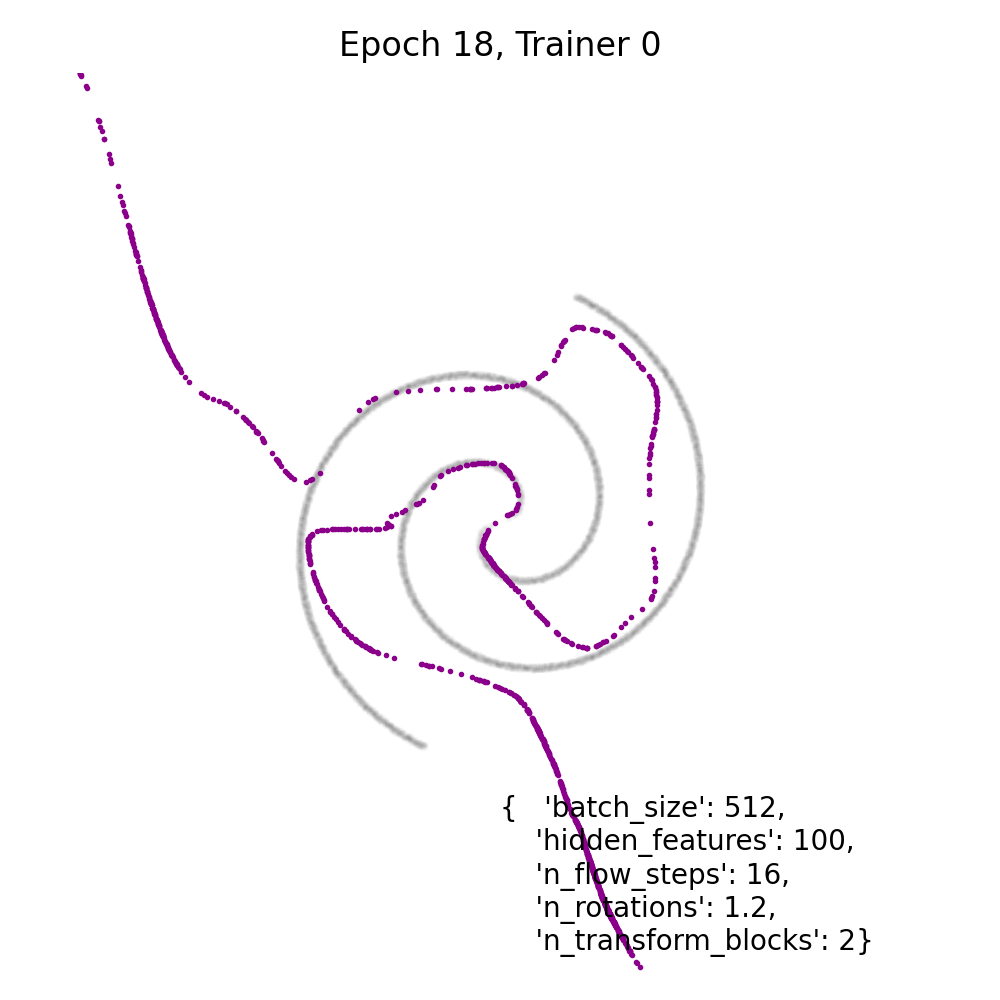 Epoch 18, Trainer 0
{   'batch_size': 512,
'hidden_features': 100,
'n_flow_steps': 16,
'n_rotations': 1.2,
'n_transform_blocks': 2}